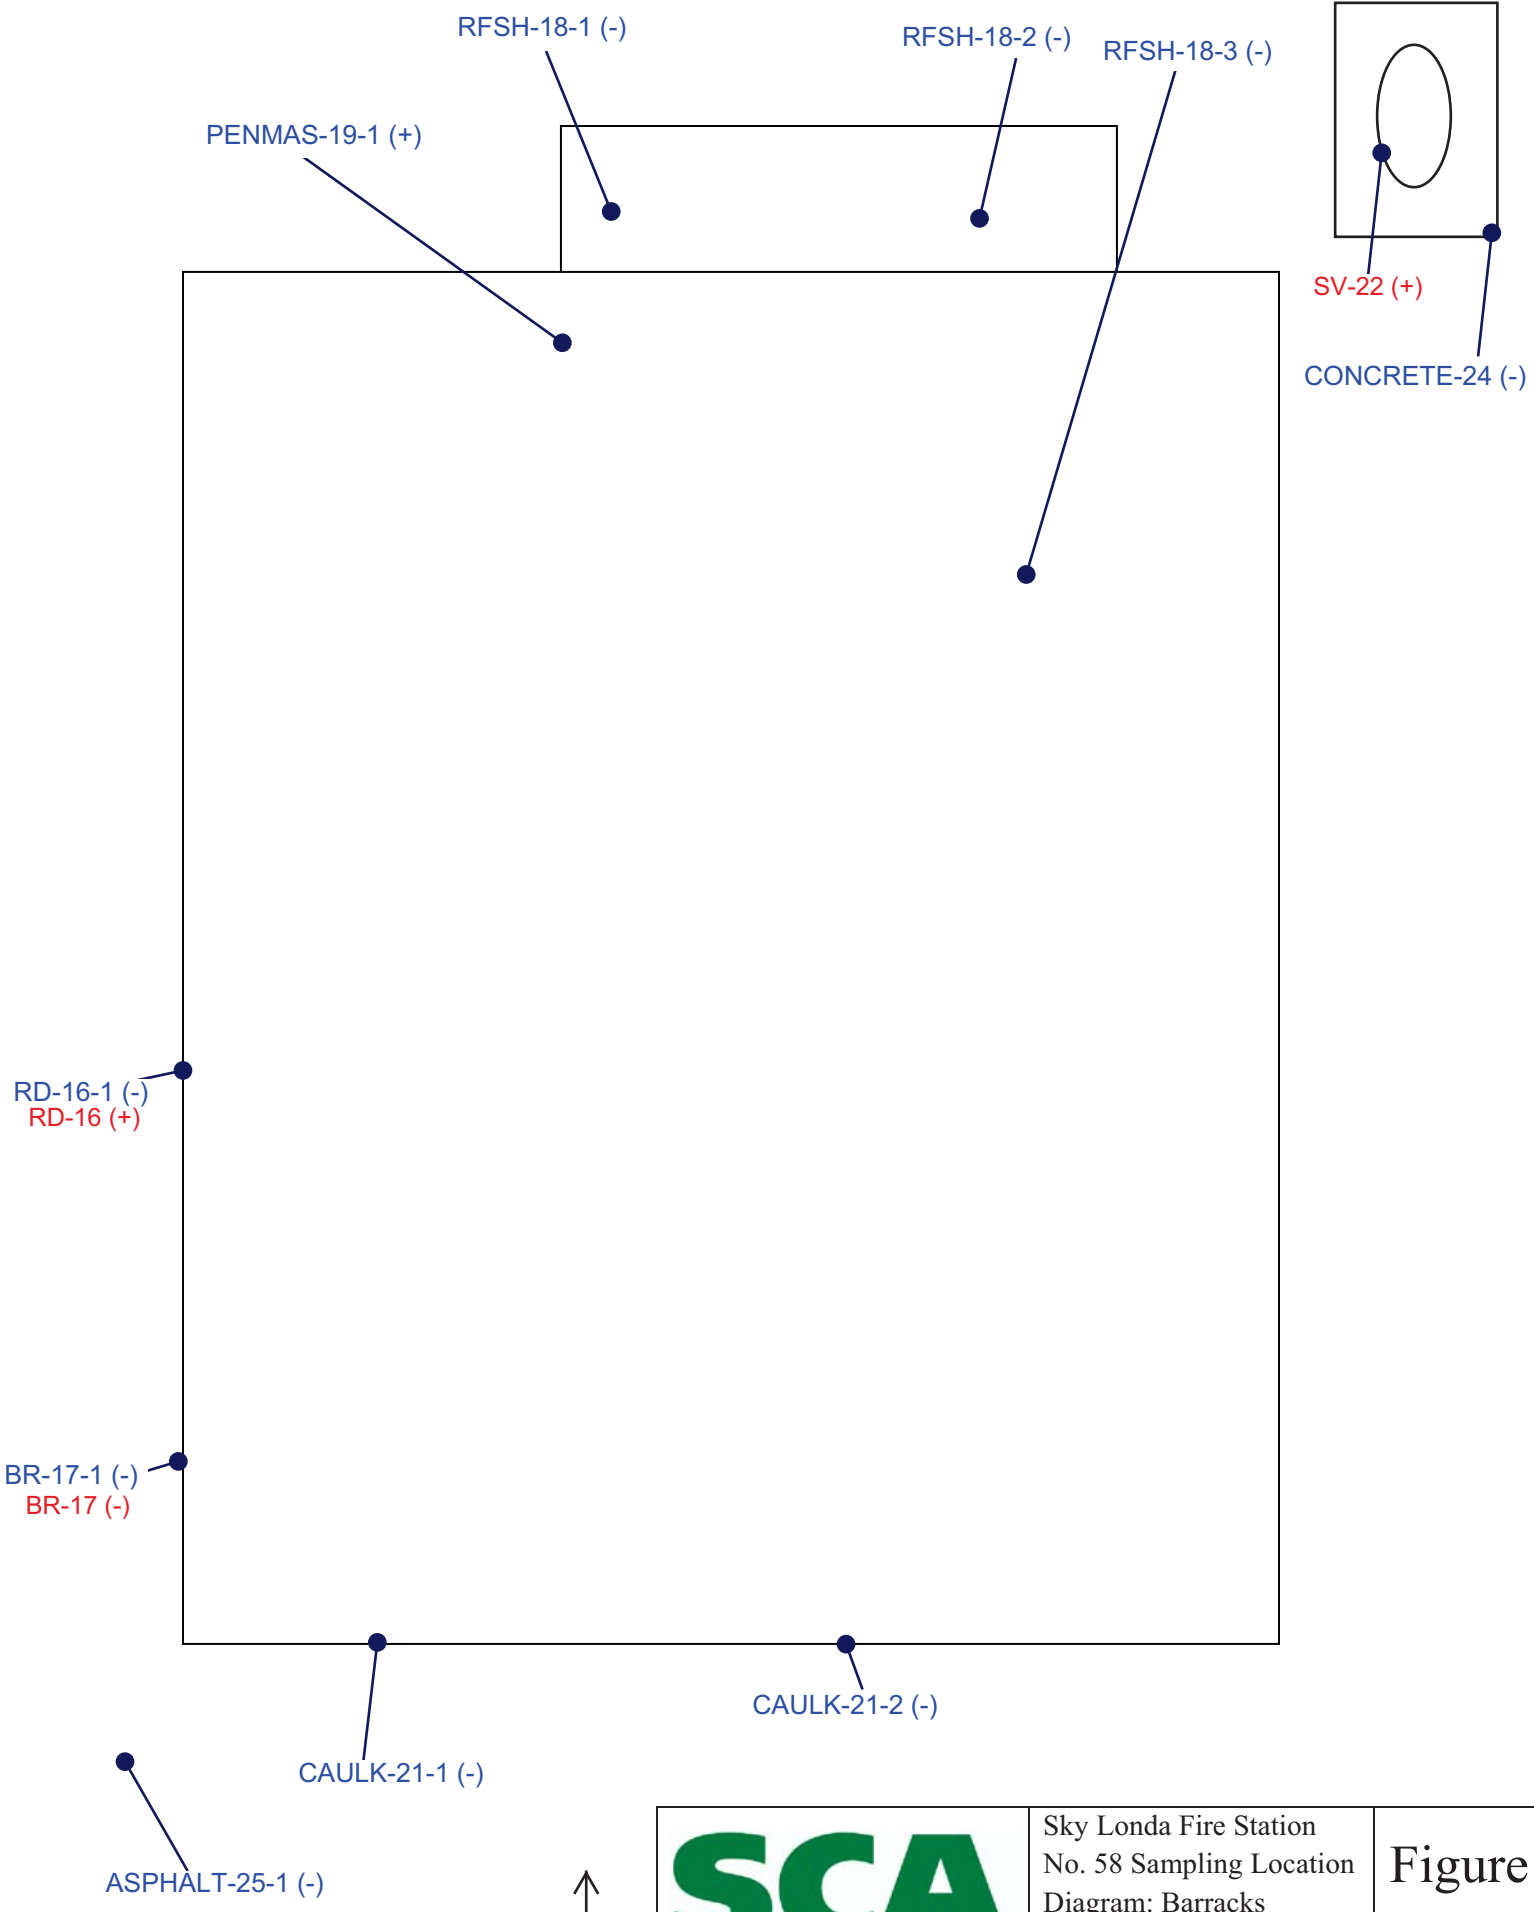 RFSH-18-1 (-)
RFSH-18-2 (-)
RFSH-18-3 (-)
PENMAS-19-1 (+)
SV-22 (+)
CONCRETE-24 (-)
RD-16-1 (-)
RD-16 (+)
BR-17-1 (-)
BR-17 (-)
CAULK-21-2 (-)
CAULK-21-1 (-)
ASPHALT-25-1 (-)
SCA
Sky Londa Fire Station
No. 58 Sampling Location
Diagram: Barracks
Figure